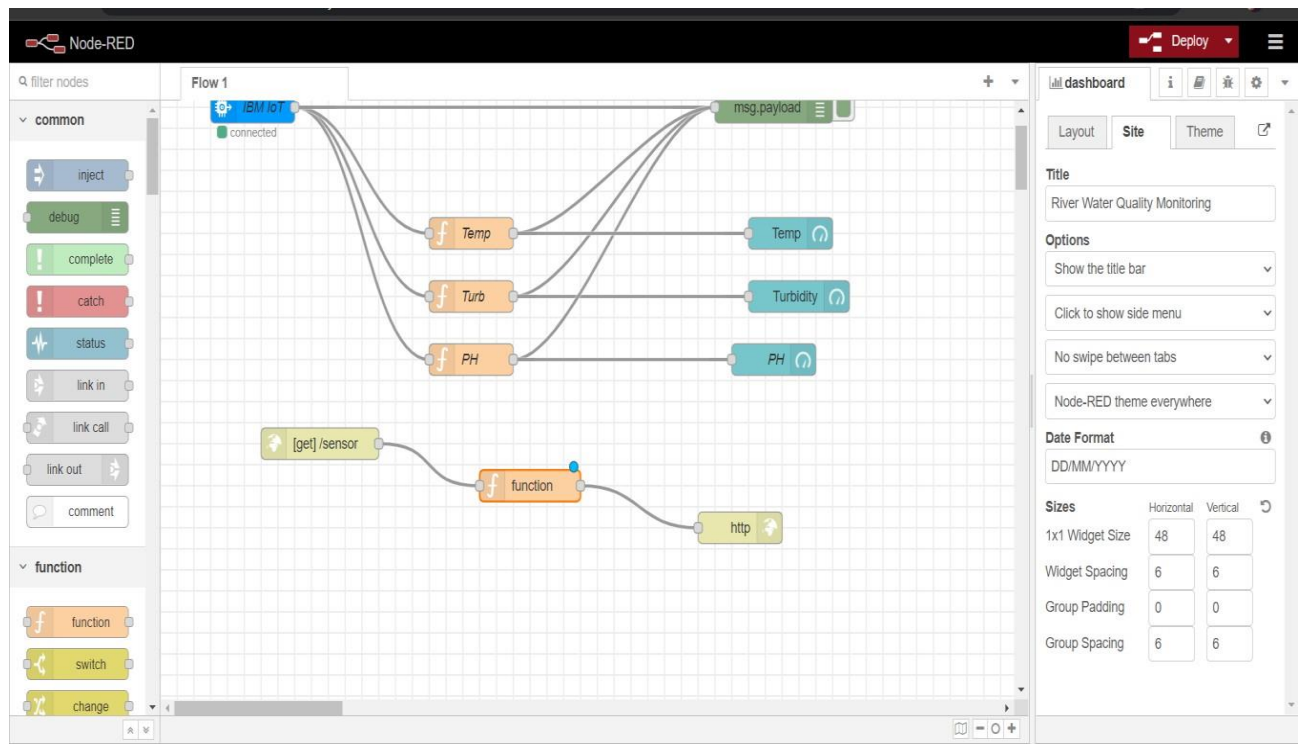 Node-RED
Deploy
filter nodes
common
inject
debug
complete
catch
status
link in
link call
link out
comment
function
function
switch
change
Flow 1
IBM IoT
connected
msg.payload
Temp
Temp
Turb
Turbidity
PH
PH
[get] /sensor
function
http
dashboard
i
Layout
Site
Theme
Title
River Water Quality Monitoring
Options
Show the title bar
Click to show side menu
No swipe between tabs
Node-RED theme everywhere
Date Format
DD/MM/YYYY
Sizes Horizontal Vertical
1x1 Widget Size 48 48
Widget Spacing 6 6
Group Padding 0 0
Group Spacing 6 6